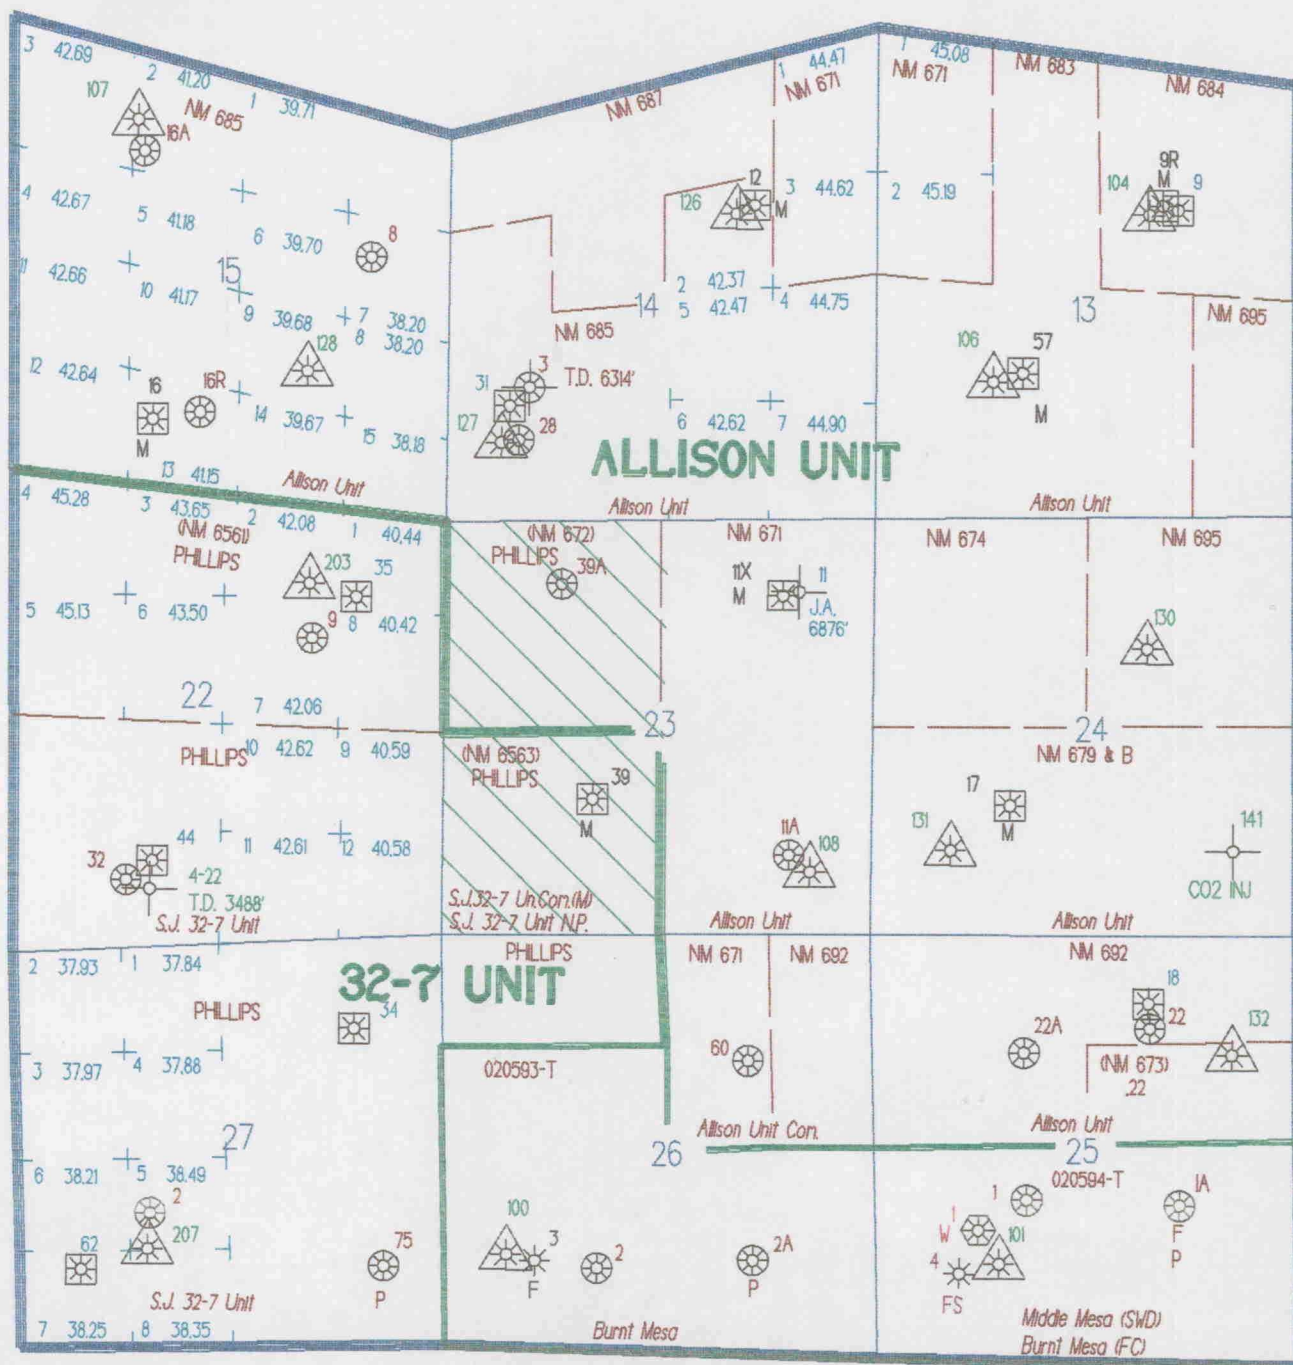 3 42.69
2 41.20
1 39.71
107
NM 685
16A
4 42.67
5 41.18
6 39.70
8
11 42.66
15
10 41.17
9 39.68
7 38.20
8 38.20
128
12 42.64
16
16R
M
14 39.67
15 38.18
13 41.15
Allison Unit
NM 687
1 44.47
NM 671
12
126
M
3 44.62
2 42.37
14
5 42.47
4 44.75
NM 685
3
T.D. 6314'
31
127
28
6 42.62
7 44.90
ALLISON UNIT
Allison Unit
1 45.08
NM 671
NM 683
NM 684
2 45.19
9R
M
104
9
13
NM 695
106
57
M
Allison Unit
4 45.28
3 43.65
2 42.08
1 40.44
(NM 6561)
PHILLIPS
203
35
5 45.13
6 43.50
9
8 40.42
22
7 42.06
PHILLIPS
10 42.62
9 40.59
44
32
11 42.61
12 40.58
4-22
T.D. 3488'
S.J. 32-7 Unit
(NM 672)
PHILLIPS
39A
NM 671
11X
M
11
J.A.
6876'
23
(NM 6563)
PHILLIPS
39
M
11A
108
S.J.32-7 Un.Com.(M)
S.J. 32-7 Unit N.P.
Allison Unit
NM 674
NM 695
130
24
NM 679 & B
17
M
131
141
CO2 INJ
Allison Unit
2 37.93
1 37.84
32-7 UNIT
PHILLIPS
34
3 37.97
4 37.88
27
6 38.21
5 38.49
2
62
207
75
P
S.J. 32-7 Unit
7 38.25
8 38.35
PHILLIPS
NM 671
NM 692
020593-T
60
Allison Unit Com.
26
100
3
F
2
2A
P
Burnt Mesa
NM 692
18
22
22A
132
(NM 673)
.22
Allison Unit
25
020594-T
1
1A
F
P
1
W
101
4
FS
Middle Mesa (SWD)
Burnt Mesa (FC)